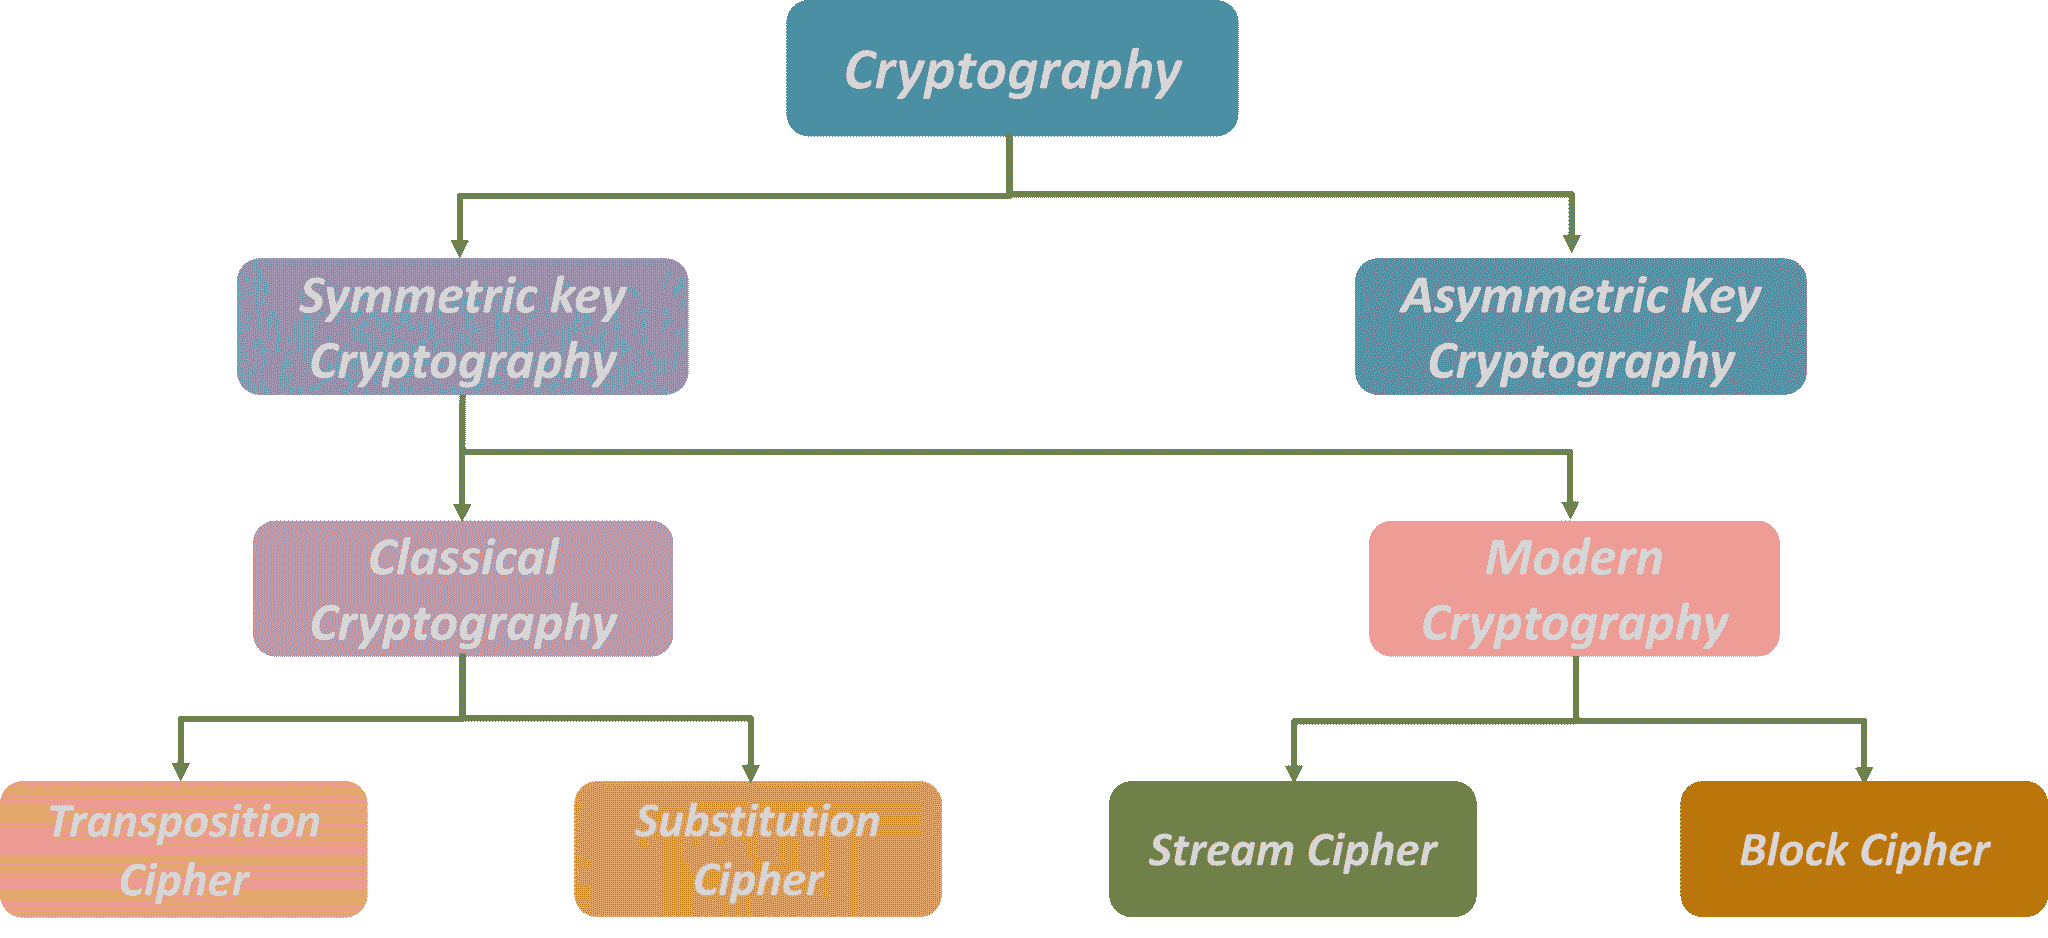 Cryptography
Symmetric key
Cryptography
Asymmetric Key
Cryptography
Classical
Cryptography
Modern
Cryptography
Transposition
Cipher
Substitution
Cipher
Stream Cipher
Block Cipher